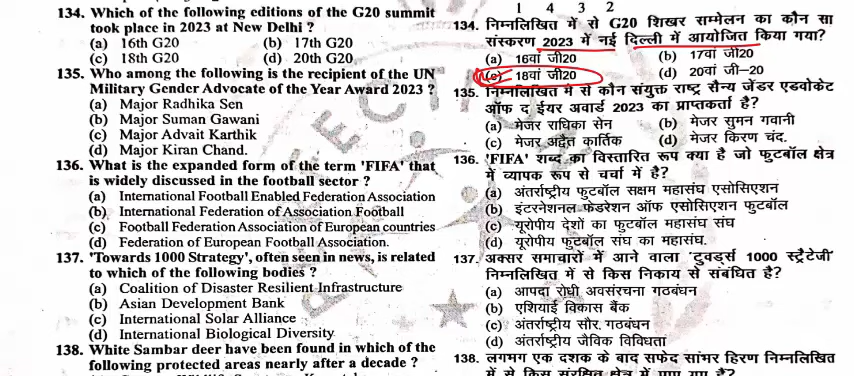 134. Which of the following editions of the G20 summit
took place in 2023 at New Delhi ?
(a) 16th G20 (b) 17th G20
(c) 18th G20 (d) 20th G20
135. Who among the following is the recipient of the UN
Military Gender Advocate of the Year Award 2023 ?
(a) Major Radhika Sen
(b) Major Suman Gawani
(c) Major Advait Karthik
(d) Major Kiran Chand.
136. What is the expanded form of the term 'FIFA' that
is widely discussed in the football sector ?
(a) International Football Enabled Federation Association
(b) International Federation of Association Football
(c) Football Federation Association of European countries
(d) Federation of European Football Association.
137. 'Towards 1000 Strategy', often seen in news, is related
to which of the following bodies ?
(a) Coalition of Disaster Resilient Infrastructure
(b) Asian Development Bank
(c) International Solar Alliance
(d) International Biological Diversity
138. White Sambar deer have been found in which of the
following protected areas nearly after a decade ?
1 4 3 2
134. निम्नलिखित में से G20 शिखर सम्मेलन का कौन सा
संस्करण 2023 में नई दिल्ली में आयोजित किया गया?
(a) 16वां जी20 (b) 17वां जी20
(c) 18वां जी20 (d) 20वां जी–20
135. निम्नलिखित में से कौन संयुक्त राष्ट्र सैन्य जेंडर एडवोकेट
ऑफ द ईयर अवार्ड 2023 का प्राप्तकर्ता है?
(a) मेजर राधिका सेन (b) मेजर सुमन गवानी
(c) मेजर अद्वैत कार्तिक (d) मेजर किरण चंद.
136. 'FIFA' शब्द का विस्तारित रूप क्या है जो फुटबॉल क्षेत्र
में व्यापक रूप से चर्चा में है?
(a) अंतर्राष्ट्रीय फुटबॉल सक्षम महासंघ एसोसिएशन
(b) इंटरनेशनल फेडरेशन ऑफ एसोसिएशन फुटबॉल
(c) यूरोपीय देशों का फुटबॉल महासंघ संघ
(d) यूरोपीय फुटबॉल संघ का महासंघ.
137. अक्सर समाचारों में आने वाला 'टुवर्ड्स 1000 स्ट्रैटेजी'
निम्नलिखित में से किस निकाय से संबंधित है?
(a) आपदा रोधी अवसंरचना गठबंधन
(b) एशियाई विकास बैंक
(c) अंतर्राष्ट्रीय सौर गठबंधन
(d) अंतर्राष्ट्रीय जैविक विविधता
138. लगभग एक दशक के बाद सफेद सांभर हिरण निम्नलिखित
में से किस संरक्षित क्षेत्र में पाए गए हैं?